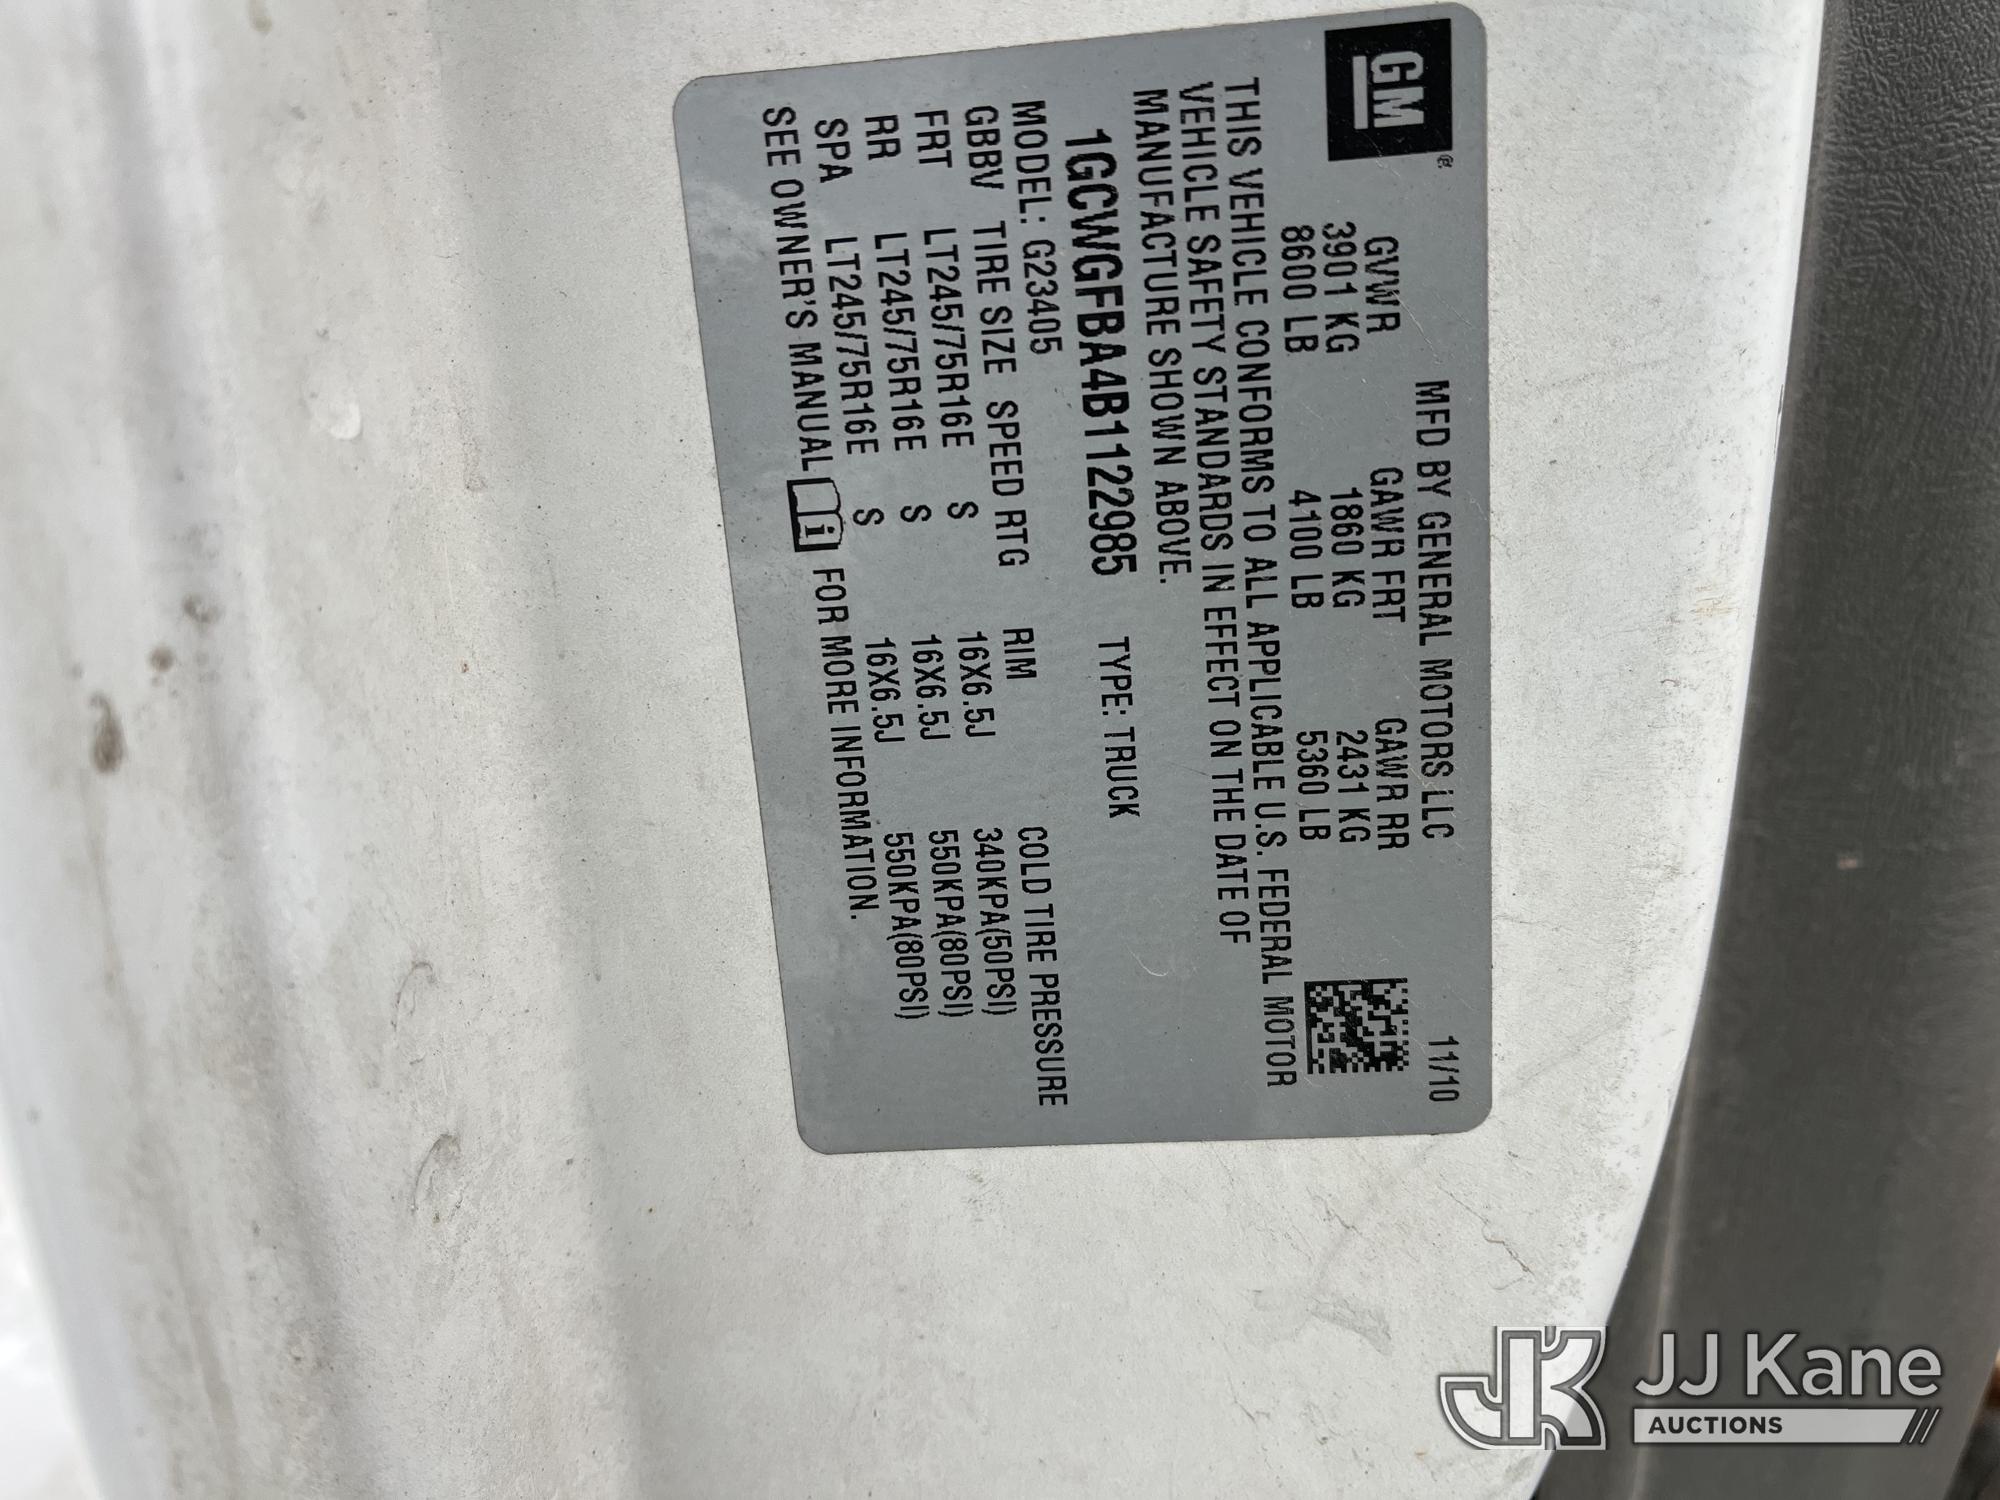 GM®
MFD BY GENERAL MOTORS LLC 11/10
GVWR GAWR FRT GAWR RR
3901 KG 1860 KG 2431 KG
8600 LB 4100 LB 5360 LB
THIS VEHICLE CONFORMS TO ALL APPLICABLE U.S. FEDERAL MOTOR
VEHICLE SAFETY STANDARDS IN EFFECT ON THE DATE OF
MANUFACTURE SHOWN ABOVE.
1GCWGFBA4B1122985 TYPE: TRUCK
MODEL: G23405
GBBV TIRE SIZE SPEED RTG RIM COLD TIRE PRESSURE
FRT LT245/75R16E S 16X6.5J 340KPA(50PSI)
RR LT245/75R16E S 16X6.5J 550KPA(80PSI)
SPA LT245/75R16E S 16X6.5J 550KPA(80PSI)
SEE OWNER'S MANUAL i FOR MORE INFORMATION.
JK JJ Kane
AUCTIONS